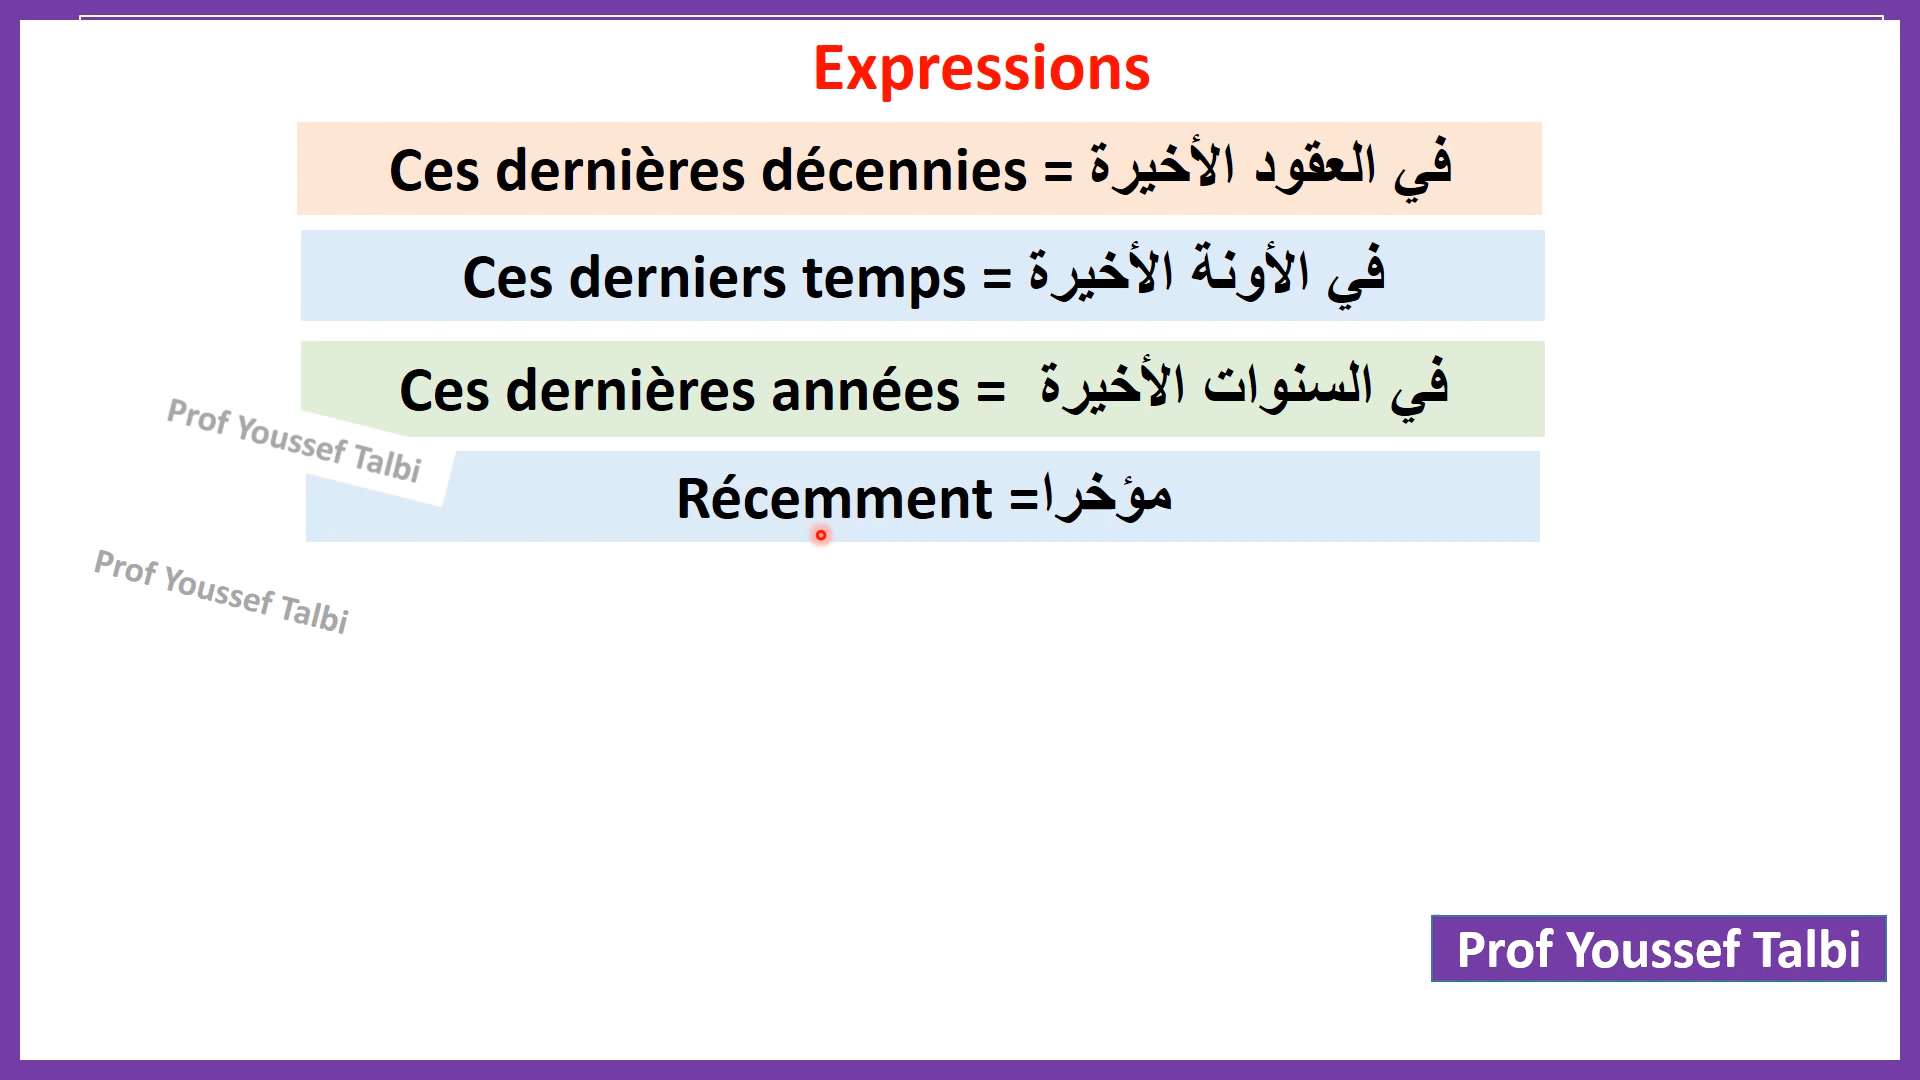 Expressions
Ces dernières décennies = في العقود الأخيرة
Ces derniers temps = في الأونة الأخيرة
Ces dernières années = في السنوات الأخيرة
Prof Youssef Talbi
Récemment =مؤخرا
Prof Youssef Talbi
Prof Youssef Talbi